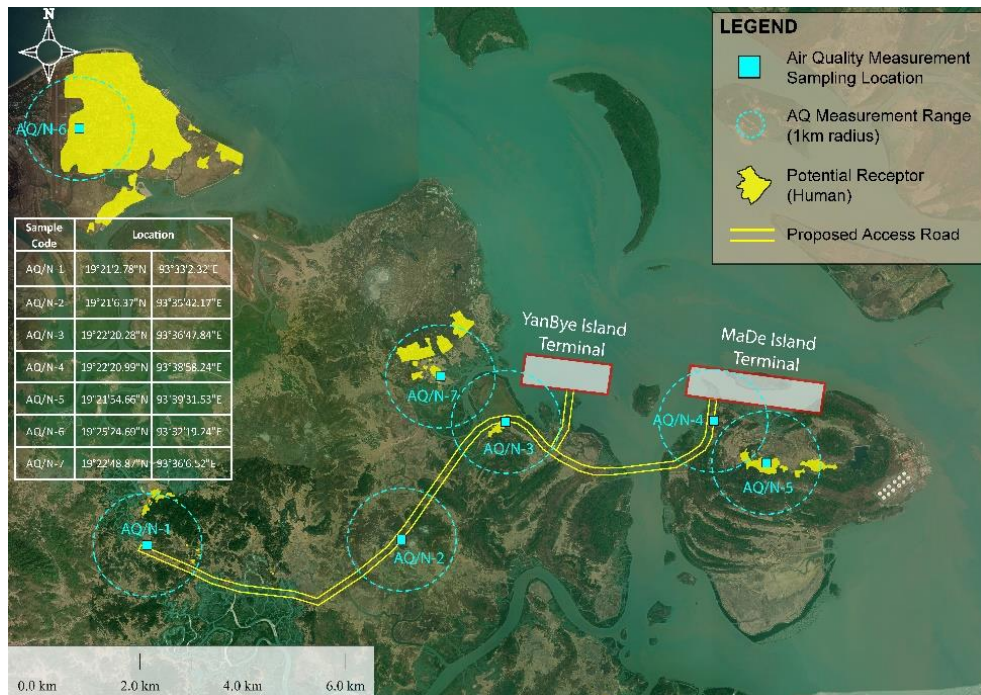 N
LEGEND
Air Quality Measurement
Sampling Location
AQ Measurement Range
(1km radius)
Potential Receptor
(Human)
Proposed Access Road
AQ/N-6
Sample Code Location
AQ/N-1 19°21'2.78"N 93°33'2.32"E
AQ/N-2 19°21'6.37"N 93°35'42.17"E
AQ/N-3 19°22'20.28"N 93°36'47.84"E
AQ/N-4 19°22'20.99"N 93°38'58.24"E
AQ/N-5 19°21'54.66"N 93°39'31.53"E
AQ/N-6 19°25'24.69"N 93°32'19.24"E
AQ/N-7 19°22'48.87"N 93°36'6.52"E
YanBye Island
Terminal
MaDe Island
Terminal
AQ/N-7
AQ/N-3
AQ/N-4
AQ/N-5
AQ/N-1
AQ/N-2
0.0 km 2.0 km 4.0 km 6.0 km